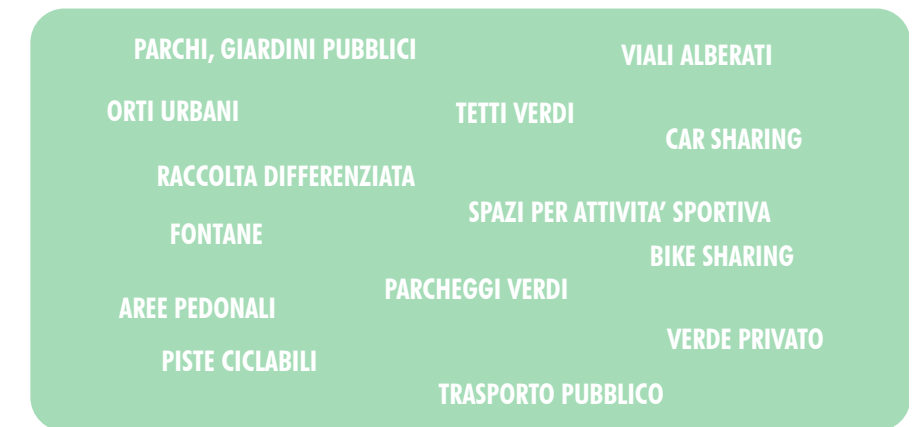 PARCHI, GIARDINI PUBBLICI
VIALI ALBERATI
ORTI URBANI
TETTI VERDI
CAR SHARING
RACCOLTA DIFFERENZIATA
SPAZI PER ATTIVITA' SPORTIVA
FONTANE
BIKE SHARING
PARCHEGGI VERDI
AREE PEDONALI
VERDE PRIVATO
PISTE CICLABILI
TRASPORTO PUBBLICO